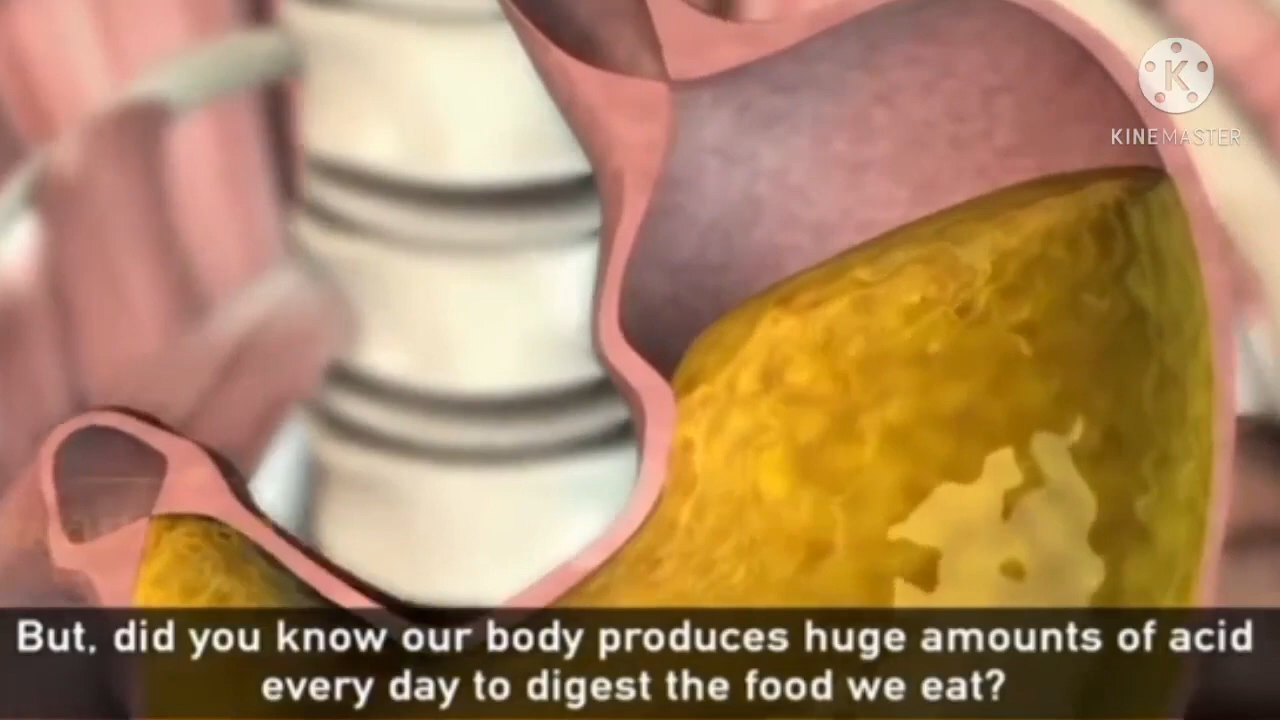 K
KINEMASTER
But, did you know our body produces huge amounts of acid
every day to digest the food we eat?